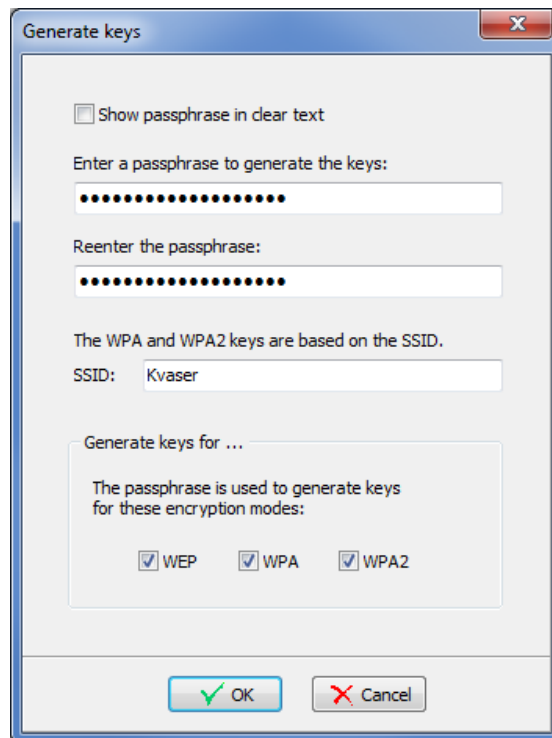 Generate keys
Show passphrase in clear text
Enter a passphrase to generate the keys:
●●●●●●●●●●●●●●●●●●●
Reenter the passphrase:
●●●●●●●●●●●●●●●●●●●
The WPA and WPA2 keys are based on the SSID.
SSID: Kvaser
Generate keys for ...
The passphrase is used to generate keys
for these encryption modes:
WEP WPA WPA2
OK Cancel